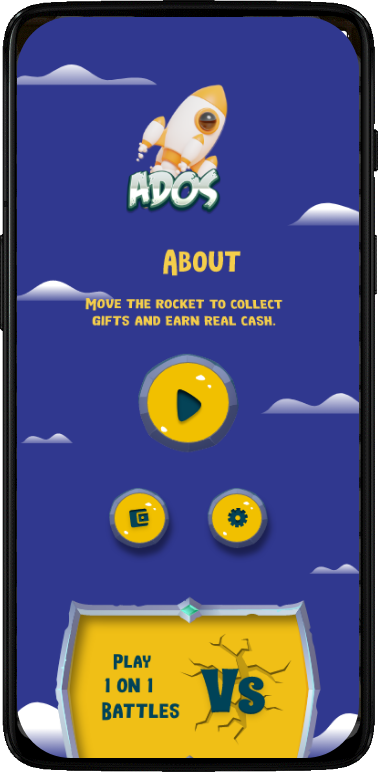 ADOS
ABOUT
MOVE THE ROCKET TO COLLECT
GIFTS AND EARN REAL CASH.
PLAY
1 ON 1
BATTLES
VS